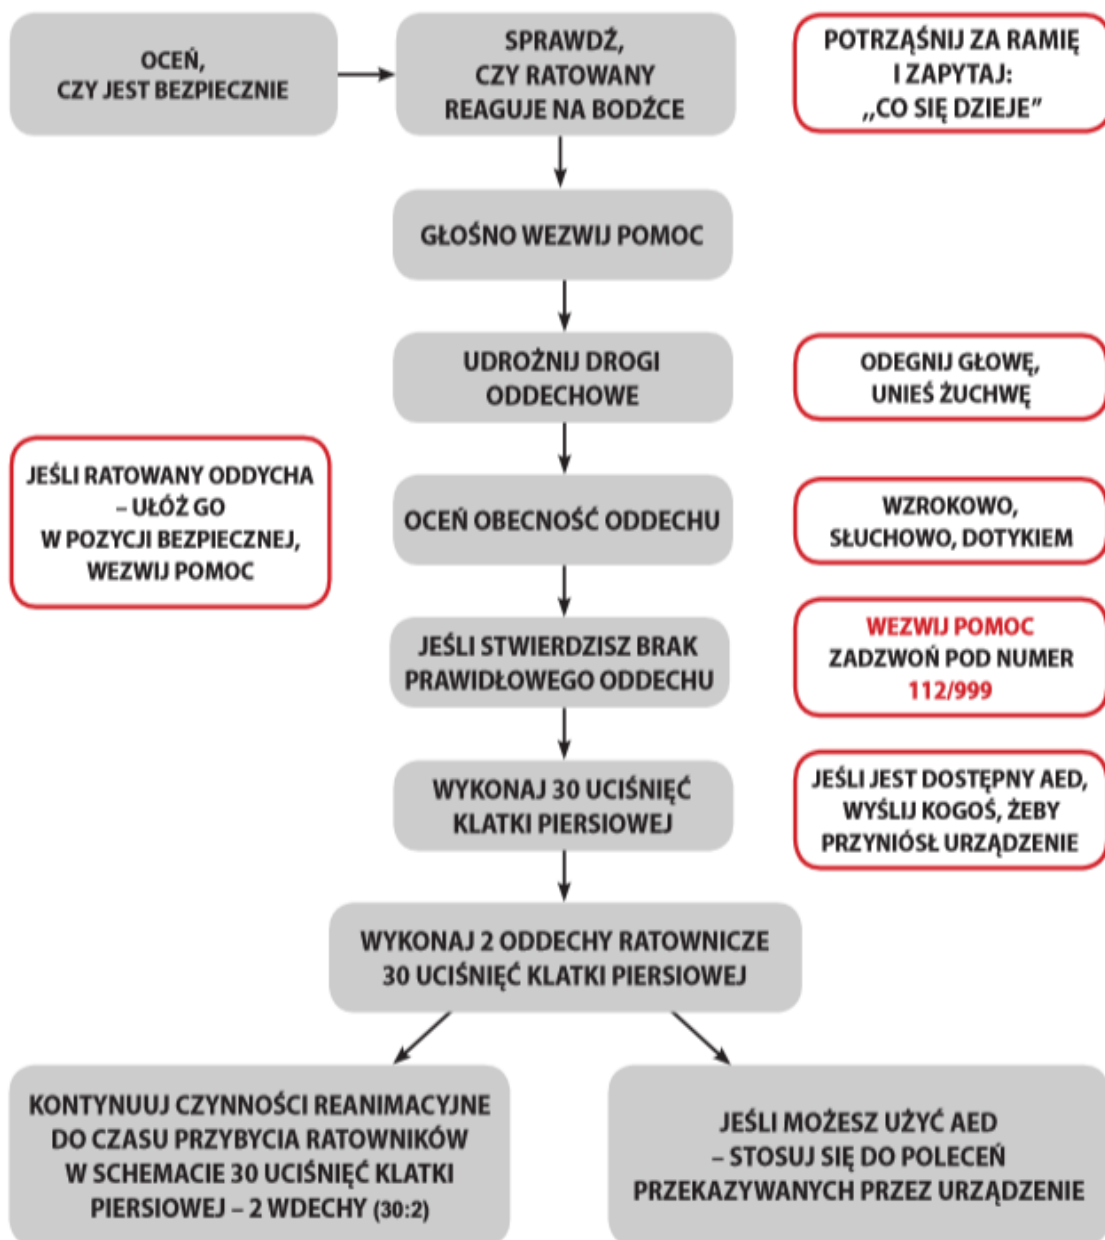 OCEŃ,
CZY JEST BEZPIECZNIE
SPRAWDŹ,
CZY RATOWANY
REAGUJE NA BODŹCE
POTRZĄŚNIJ ZA RAMIĘ
I ZAPYTAJ:
,,CO SIĘ DZIEJE”
GŁOŚNO WEZWIJ POMOC
UDROŻNIJ DROGI
ODDECHOWE
ODEGNIJ GŁOWĘ,
UNIEŚ ŻUCHWĘ
JEŚLI RATOWANY ODDYCHA
– UŁÓŻ GO
W POZYCJI BEZPIECZNEJ,
WEZWIJ POMOC
OCEŃ OBECNOŚĆ ODDECHU
WZROKOWO,
SŁUCHOWO, DOTYKIEM
JEŚLI STWIERDZISZ BRAK
PRAWIDŁOWEGO ODDECHU
WEZWIJ POMOC
ZADZWOŃ POD NUMER
112/999
WYKONAJ 30 UCIŚNIĘĆ
KLATKI PIERSIOWEJ
JEŚLI JEST DOSTĘPNY AED,
WYŚLIJ KOGOŚ, ŻEBY
PRZYNIÓSŁ URZĄDZENIE
WYKONAJ 2 ODDECHY RATOWNICZE
30 UCIŚNIĘĆ KLATKI PIERSIOWEJ
KONTYNUUJ CZYNNOŚCI REANIMACYJNE
DO CZASU PRZYBYCIA RATOWNIKÓW
W SCHEMACIE 30 UCIŚNIĘĆ KLATKI
PIERSIOWEJ – 2 WDECHY (30:2)
JEŚLI MOŻESZ UŻYĆ AED
– STOSUJ SIĘ DO POLECEŃ
PRZEKAZYWANYCH PRZEZ URZĄDZENIE